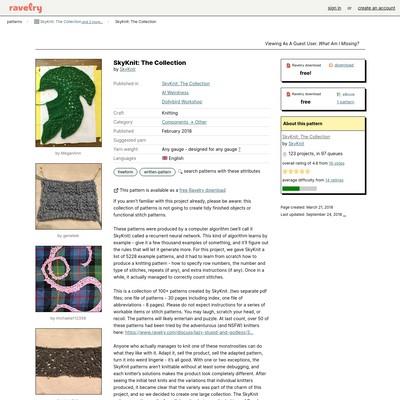 ravelry
sign in or create an account
patterns > SkyKnit: The Collection and 2 more... > SkyKnit: The Collection
Viewing As A Guest User. What Am I Missing?
SkyKnit: The Collection
by SkyKnit
Published in SkyKnit: The Collection
AI Weirdness
Dollybird Workshop
Craft Knitting
Category Components → Other
Published February 2018
Suggested yarn
Yarn weight Any gauge - designed for any gauge ?
Languages English
freeform written-pattern search patterns with these attributes
This pattern is available as a free Ravelry download
If you aren't familiar with this project already, please be aware: this
collection of patterns is not going to create tidy finished objects or
functional stitch patterns.
These patterns were produced by a computer algorithm (we'll call it
SkyKnit) called a recurrent neural network. This kind of algorithm learns by
example - give it a few thousand examples of something, and it'll figure out
the rules that will let it generate more. For this project, we gave SkyKnit a
list of 5228 example patterns, and it had to learn from scratch how to
produce a knitting pattern - how to specify row numbers, the number and
type of stitches, repeats (if any), and extra instructions (if any). Once in a
while, it actually managed to correctly count stitches.
This is a collection of 100+ patterns created by SkyKnit. (two separate pdf
files; one file of patterns - 30 pages including index, one file of
abbreviations - 6 pages). Please do not expect instructions for a series of
workable items or stitch patterns. You may laugh, scratch your head, or
recoil. The patterns will likely entertain and puzzle. At last count, over 50 of
these patterns had been tried by the adventurous (and NSFW) knitters
here: https://www.ravelry.com/discuss/lazy-stupid-and-godless/3...
Anyone who actually manages to knit one of these monstrosities can do
what they like with it. Adapt it, sell the product, sell the adapted pattern,
turn it into weird lingerie - it's all good. With one or two exceptions, the
SkyKnit patterns aren't knittable without at least some debugging, and
each knitter's solutions makes the product look completely different. After
seeing the initial test knits and the variations that individual knitters
produced, it became clear that the variety was part of the charm of this
project, and so we decided to create one large collection. The SkyKnit
by MeganAnn
by gerrietek
by michaela112358
Ravelry download download
free!
Ravelry download eBook
free! 1 pattern
About this pattern
SkyKnit: The Collection
by SkyKnit
123 projects, in 97 queues
overall rating of 4.8 from votes
average difficulty from 14 ratings
Page created: March 21, 2018
Last updated: September 24, 2018 ...